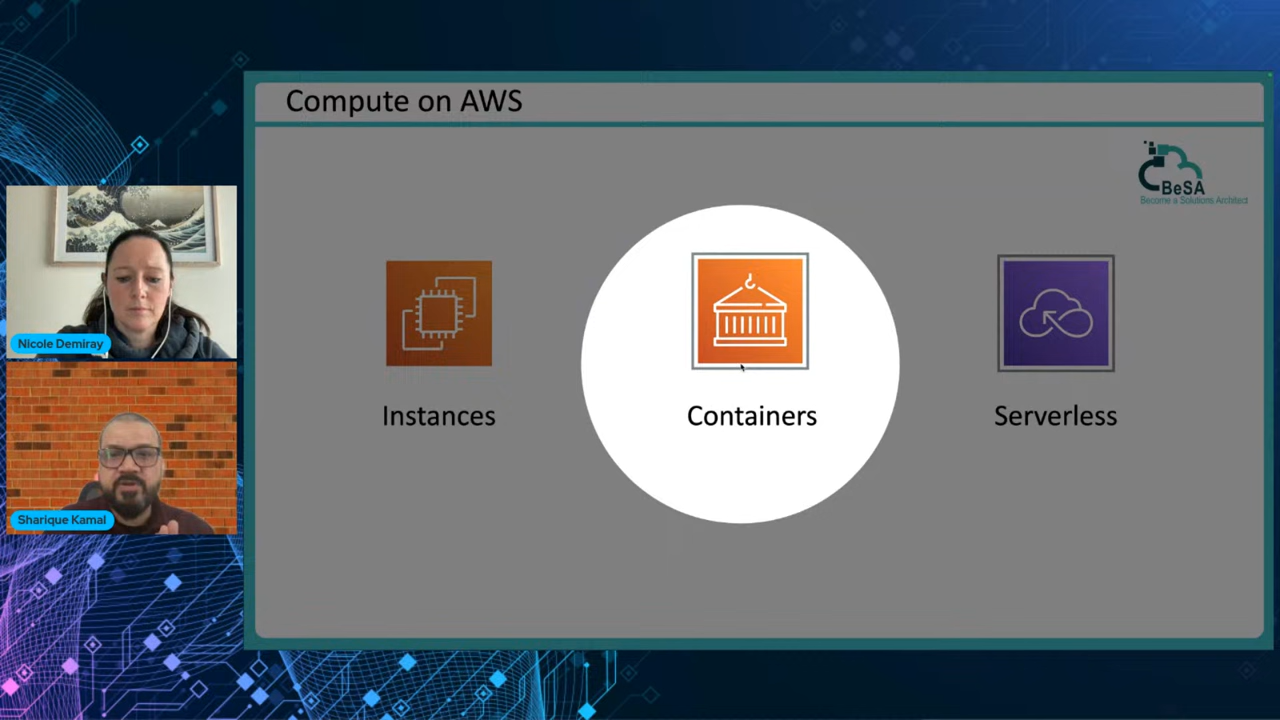 Compute on AWS
BeSA
Become a Solutions Architect
Instances
Containers
Serverless
Nicole Demiray
Sharique Kamal